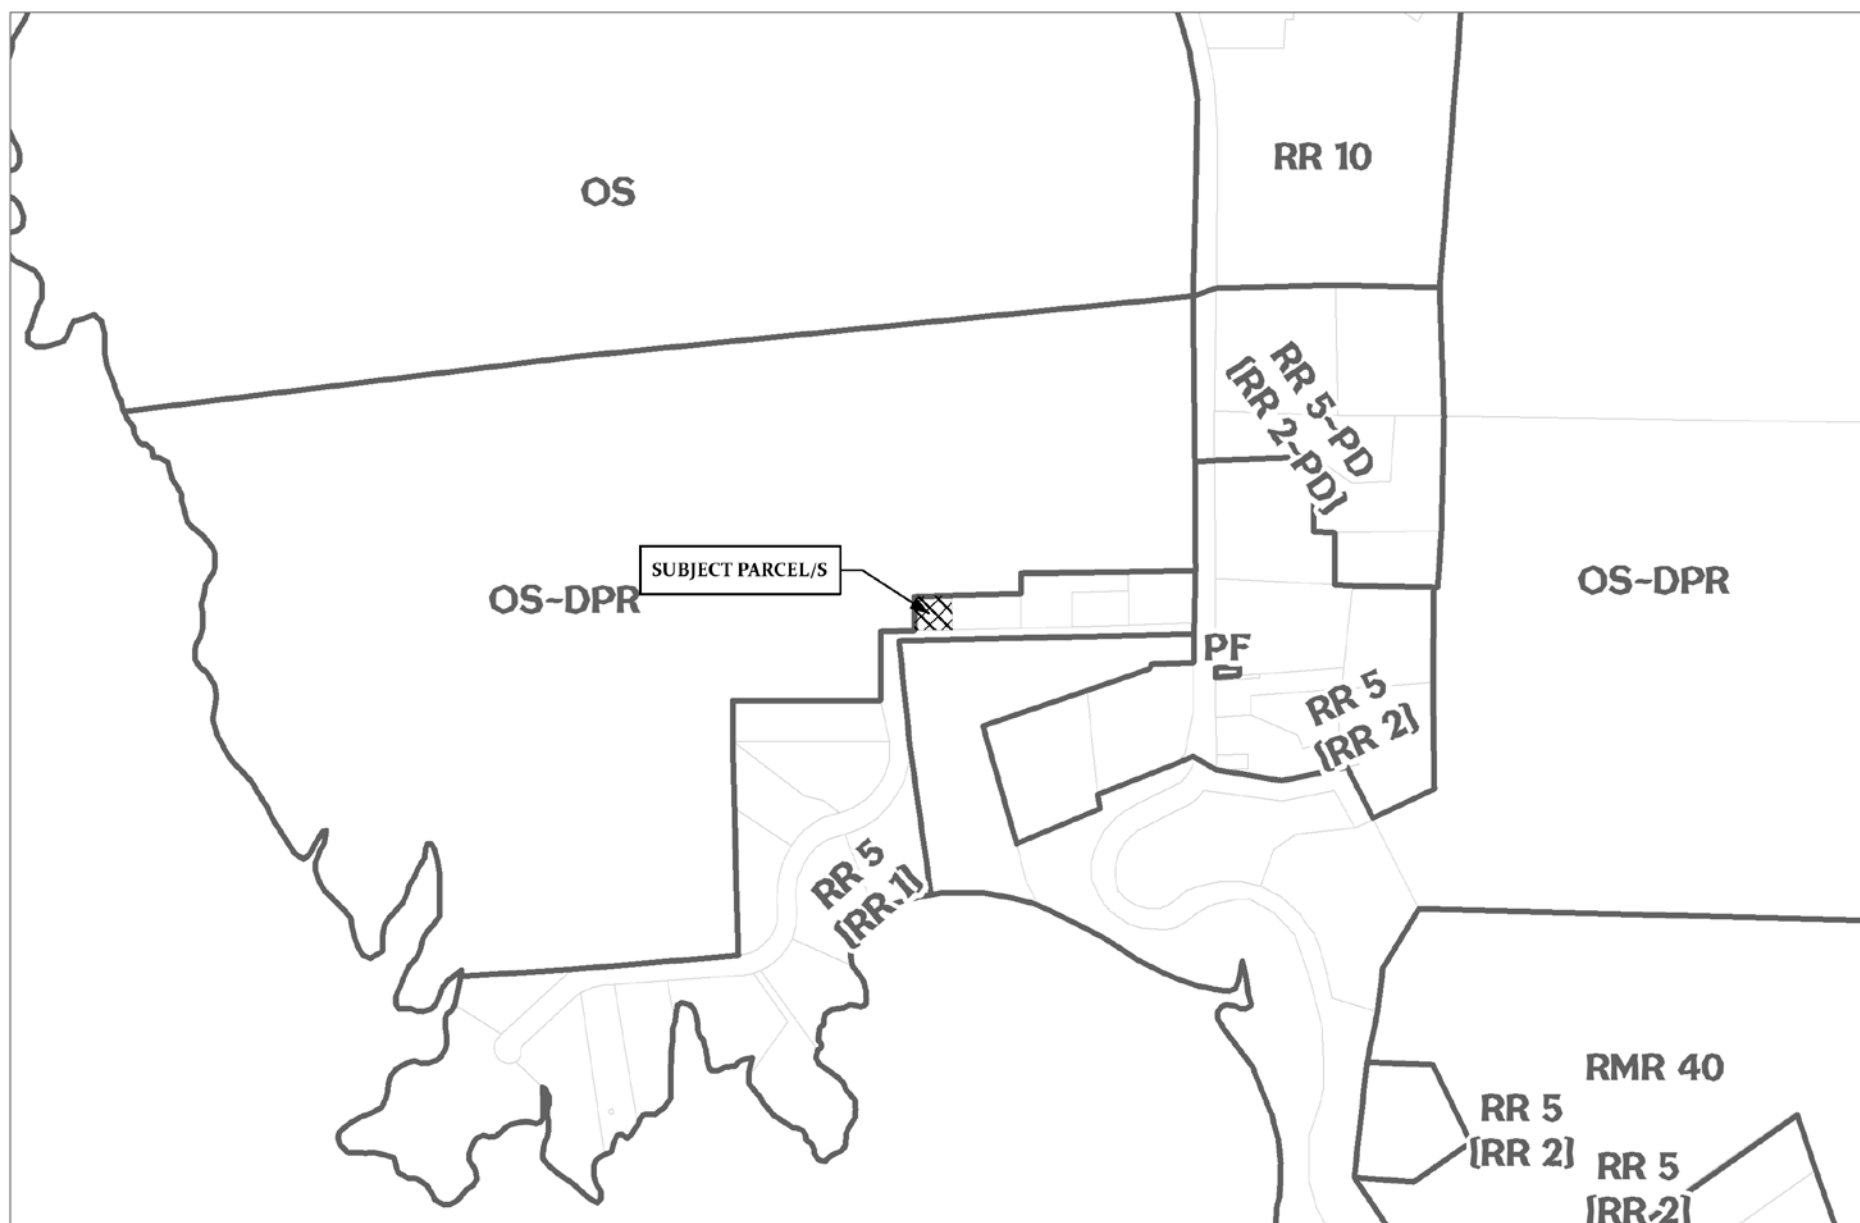 RR 10
OS
RR 5~PD
[RR 2~PD]
SUBJECT PARCEL/S
OS~DPR
OS~DPR
PF
RR 5
[RR 2]
RR 5
[RR 1]
RMR 40
RR 5
[RR 2]
RR 5
[RR 2]